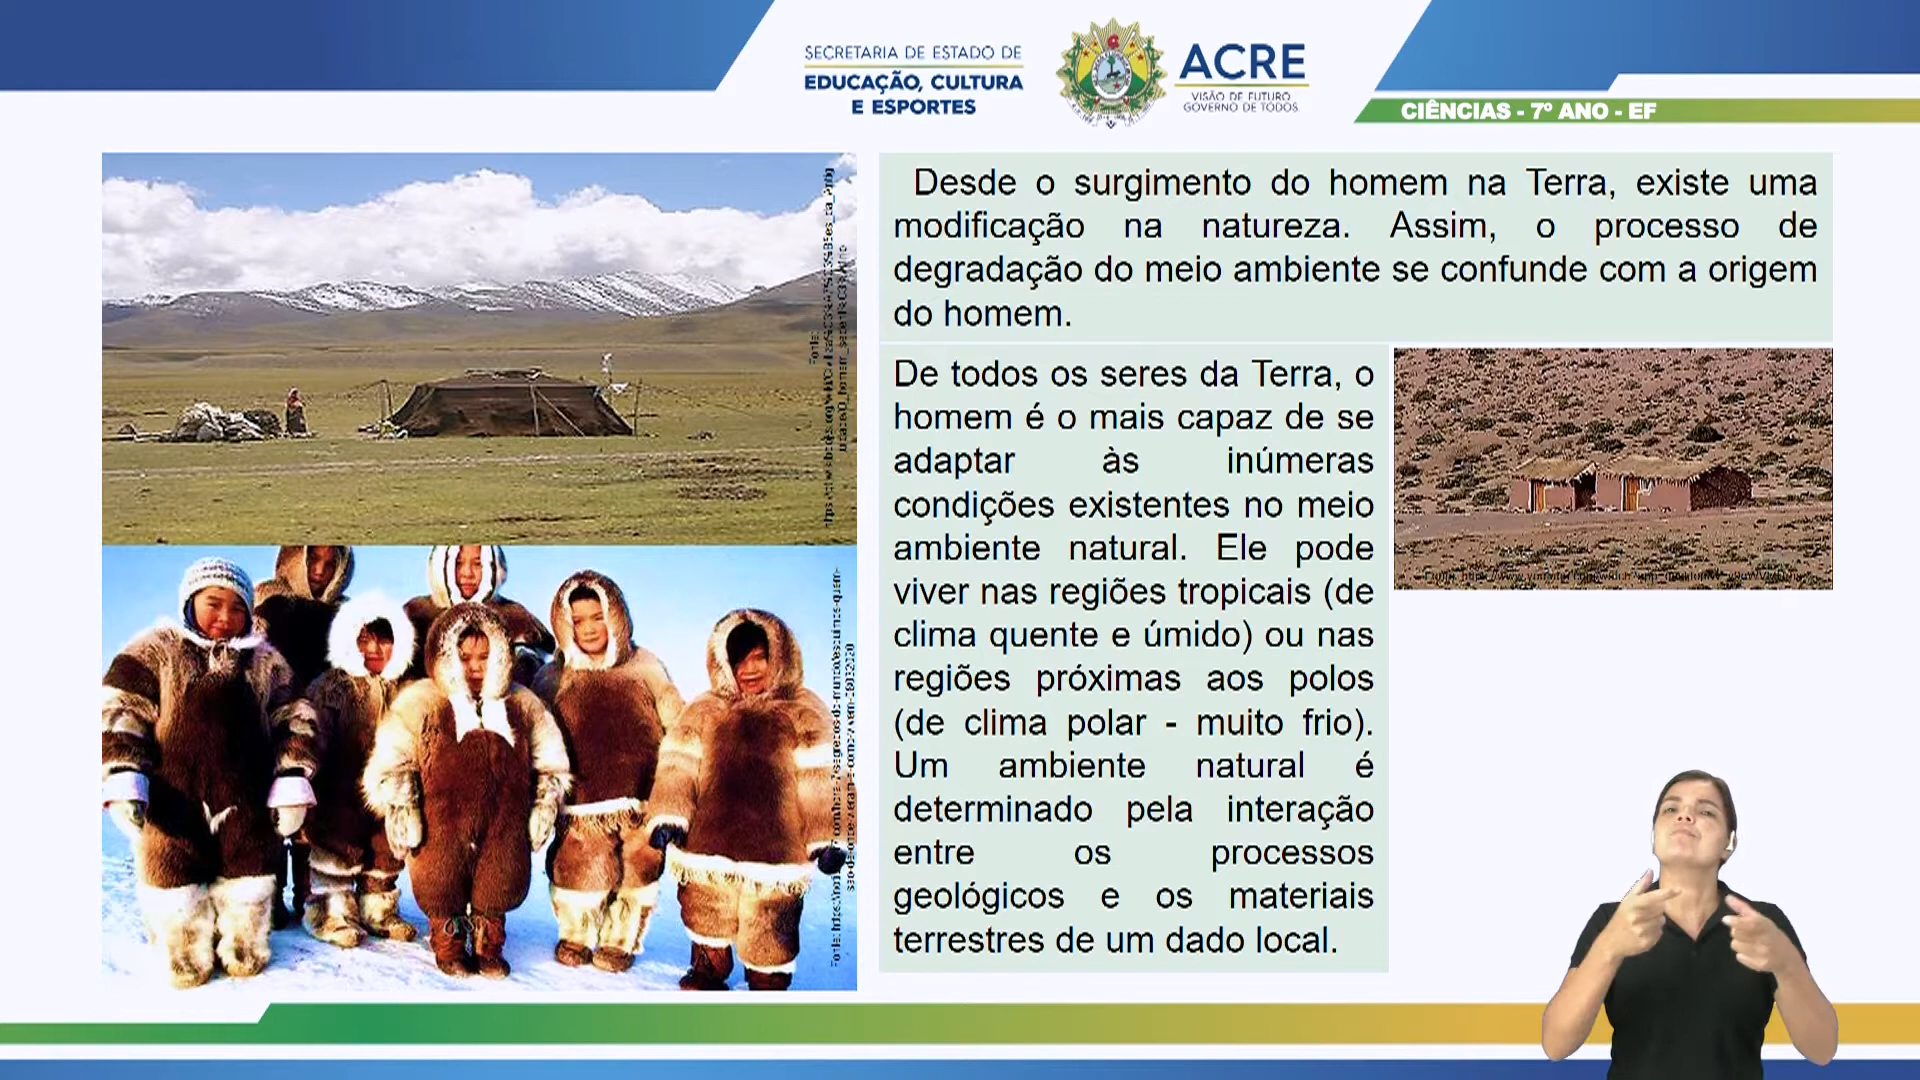 SECRETARIA DE ESTADO DE
EDUCAÇÃO, CULTURA
E ESPORTES
ACRE
VISÃO DE FUTURO
GOVERNO DE TODOS
CIÊNCIAS - 7º ANO - EF
Desde o surgimento do homem na Terra, existe uma
modificação na natureza. Assim, o processo de
degradação do meio ambiente se confunde com a origem
do homem.
De todos os seres da Terra, o
homem é o mais capaz de se
adaptar às inúmeras
condições existentes no meio
ambiente natural. Ele pode
viver nas regiões tropicais (de
clima quente e úmido) ou nas
regiões próximas aos polos
(de clima polar - muito frio).
Um ambiente natural é
determinado pela interação
entre os processos
geológicos e os materiais
terrestres de um dado local.